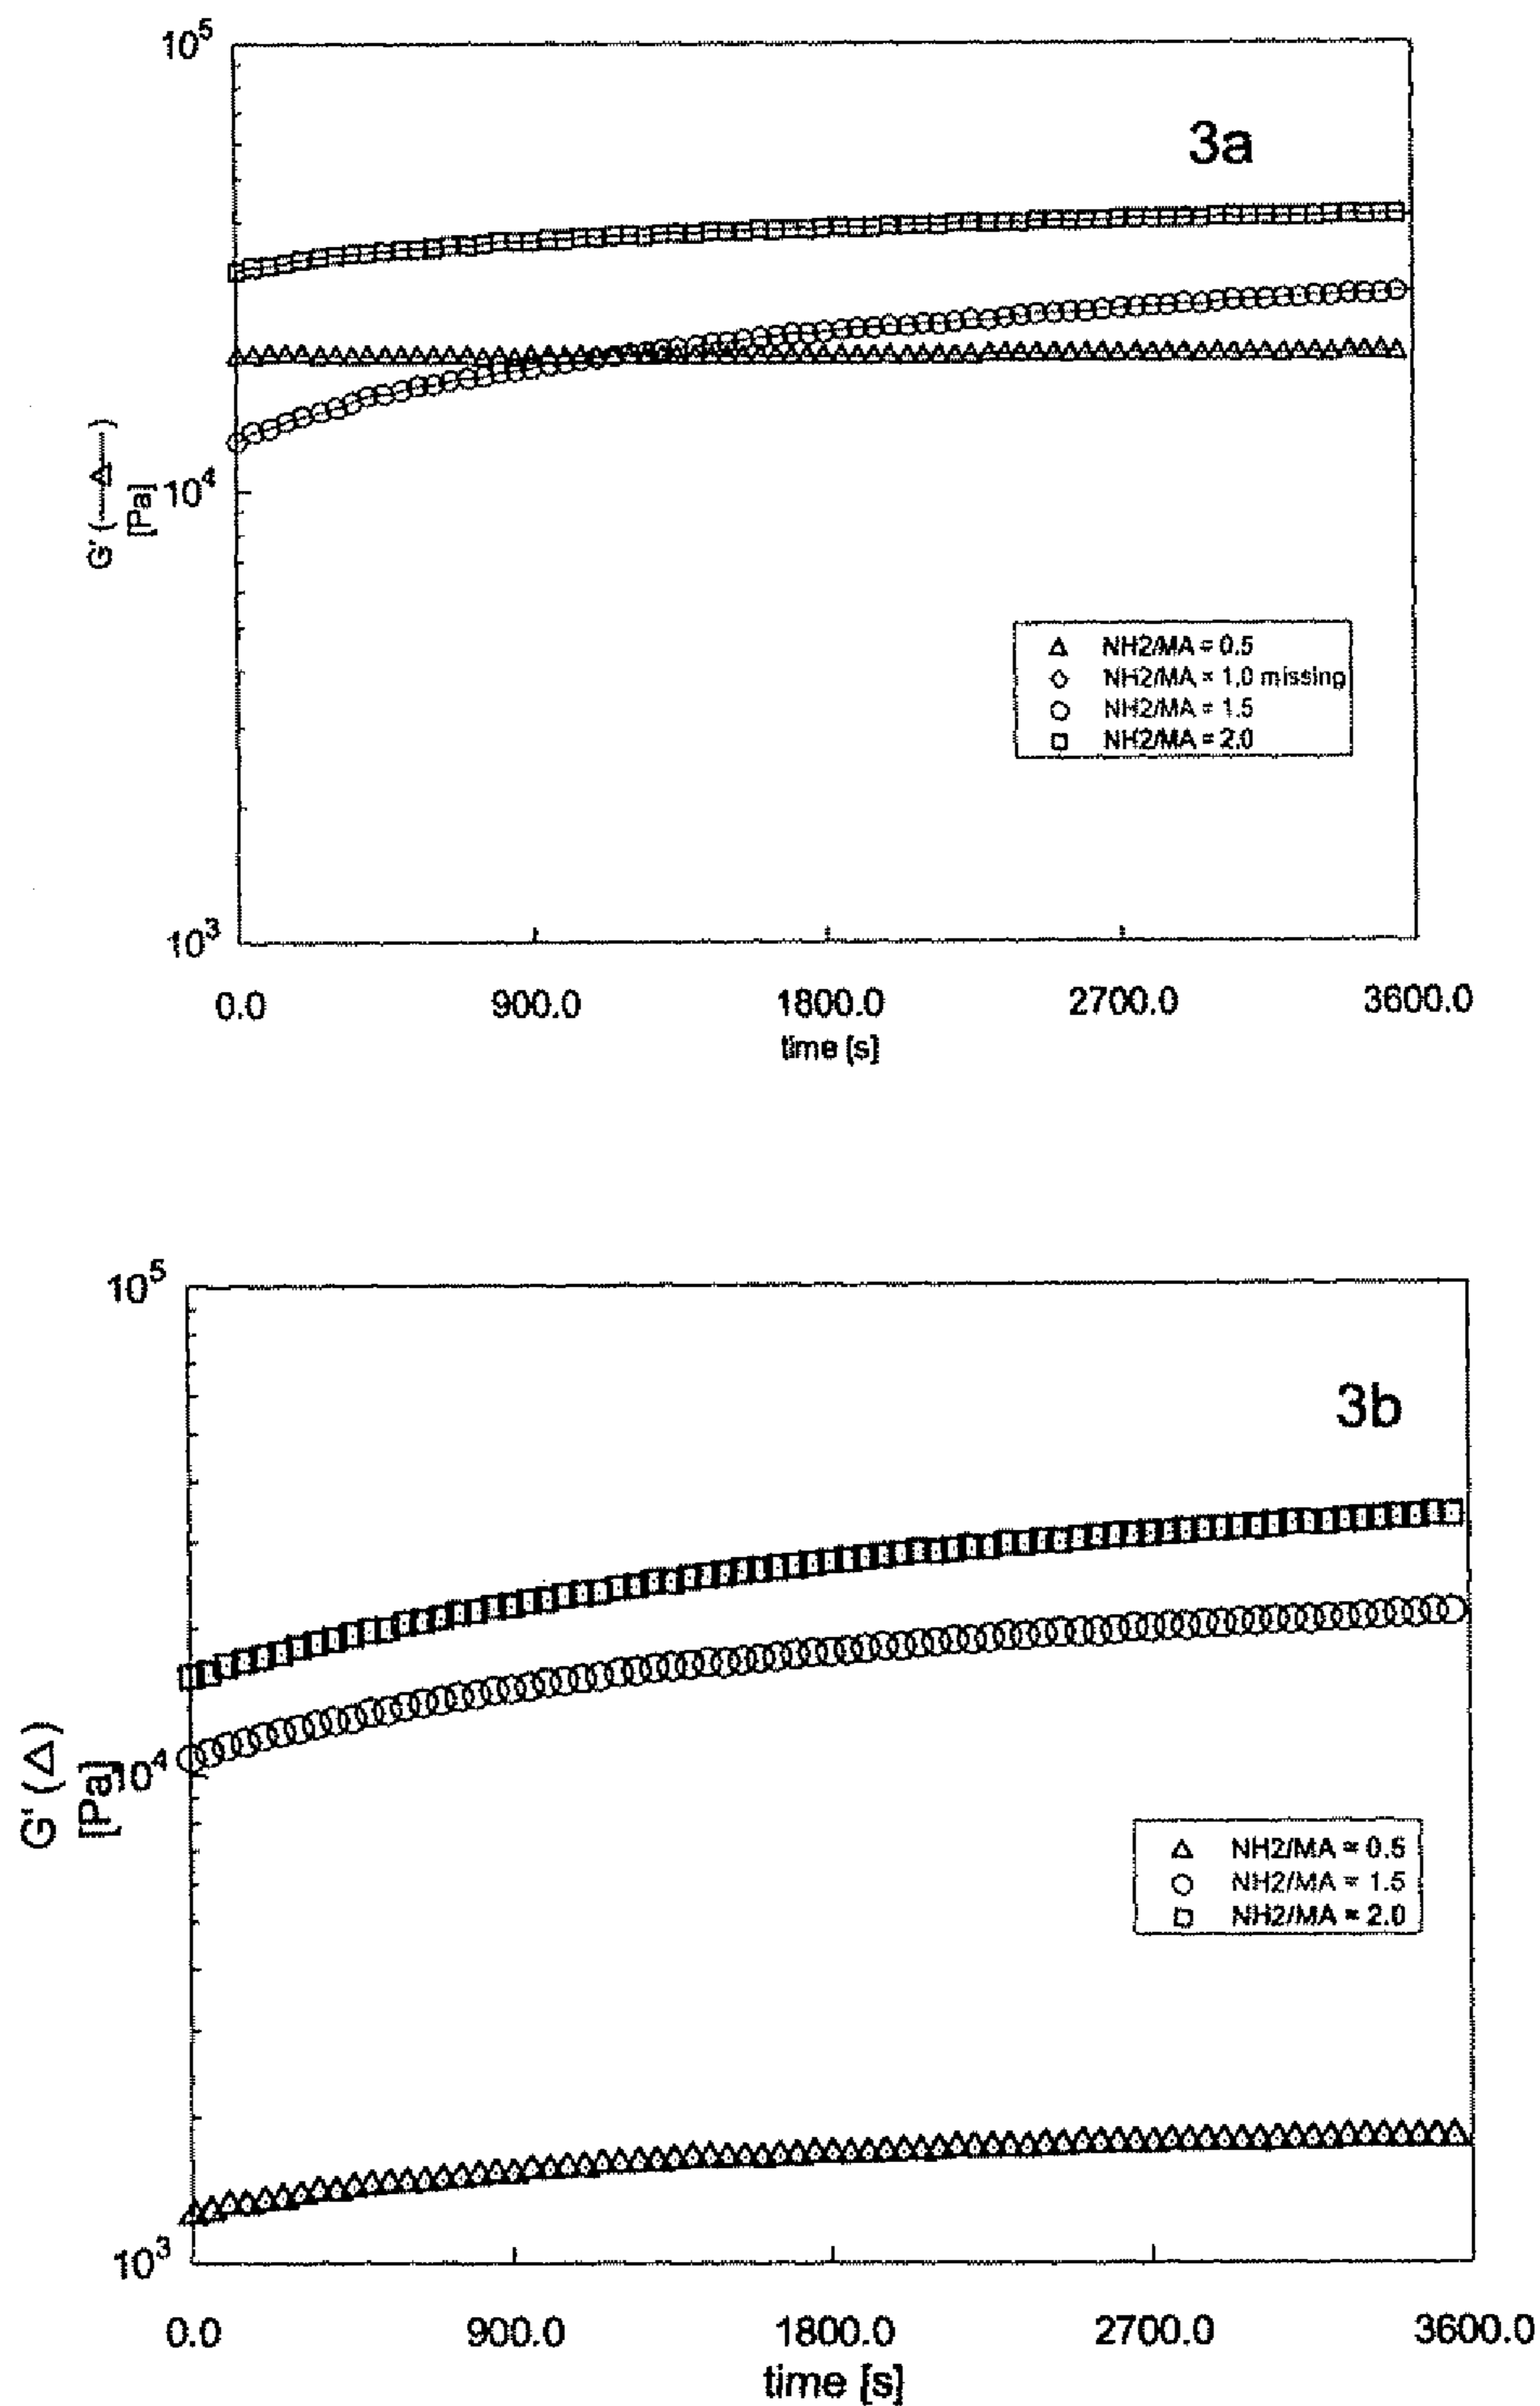 10⁵
3a
G' (—Δ—)
[Pa]
10⁴
Δ NH2/MA = 0.5
◇ NH2/MA = 1.0 missing
○ NH2/MA = 1.5
□ NH2/MA = 2.0
10³
0.0 900.0 1800.0 2700.0 3600.0
time [s]
10⁵
3b
G' (Δ)
[Pa]
10⁴
Δ NH2/MA = 0.5
○ NH2/MA = 1.5
□ NH2/MA = 2.0
10³
0.0 900.0 1800.0 2700.0 3600.0
time [s]